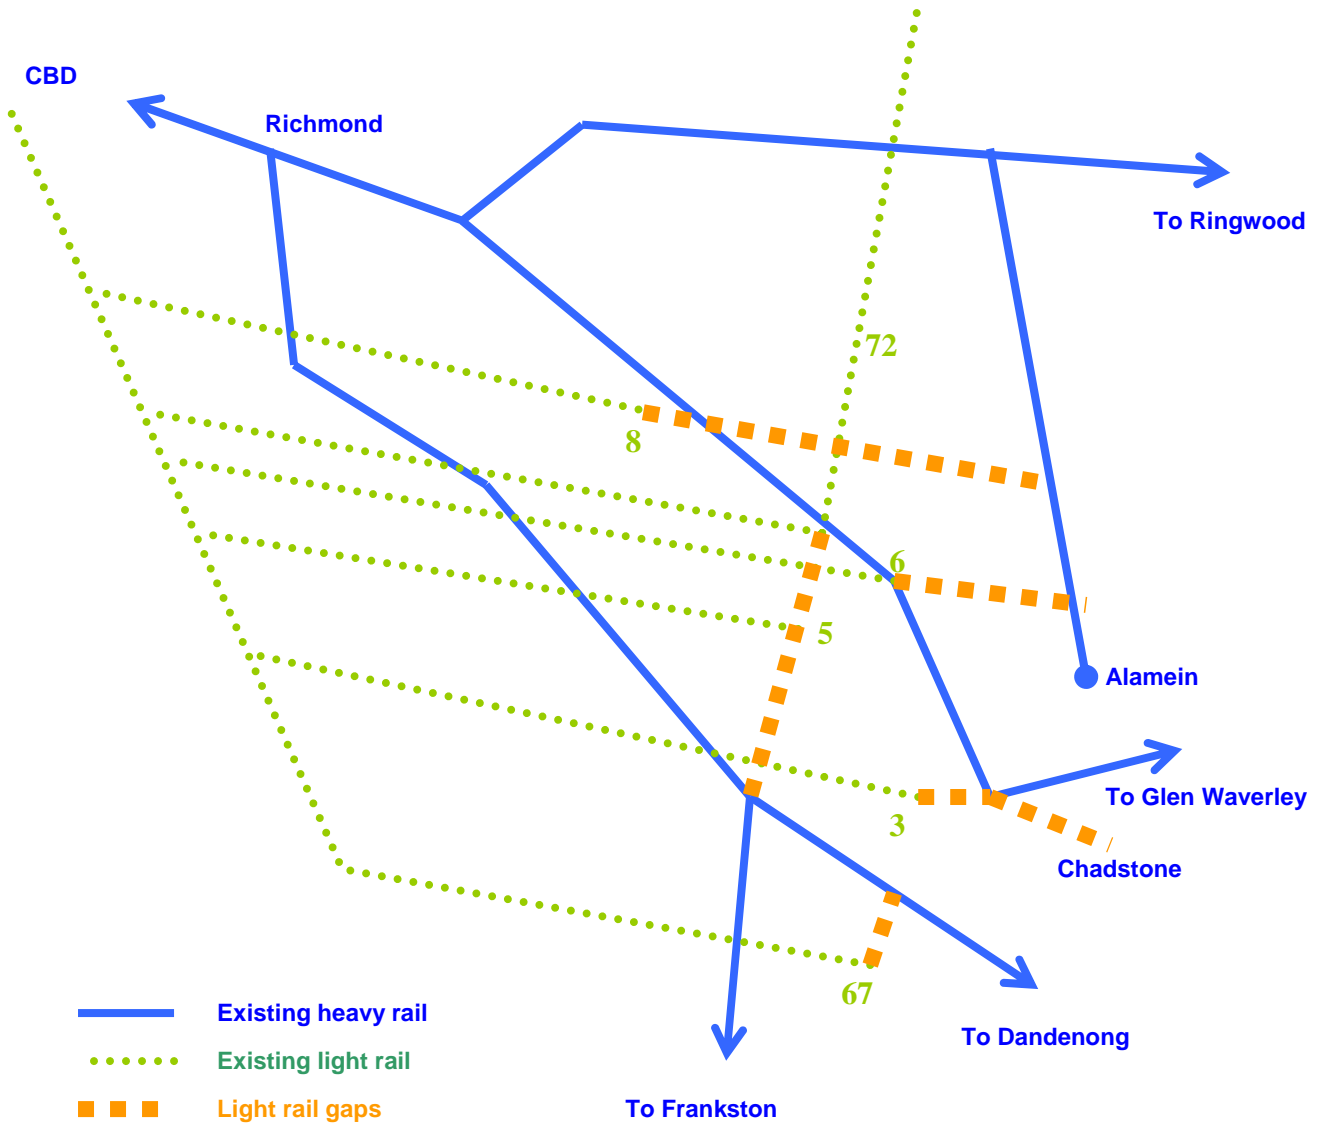 CBD
Richmond
To Ringwood
72
8
6
5
Alamein
To Glen Waverley
3
Chadstone
67
Existing heavy rail
To Dandenong
Existing light rail
Light rail gaps
To Frankston